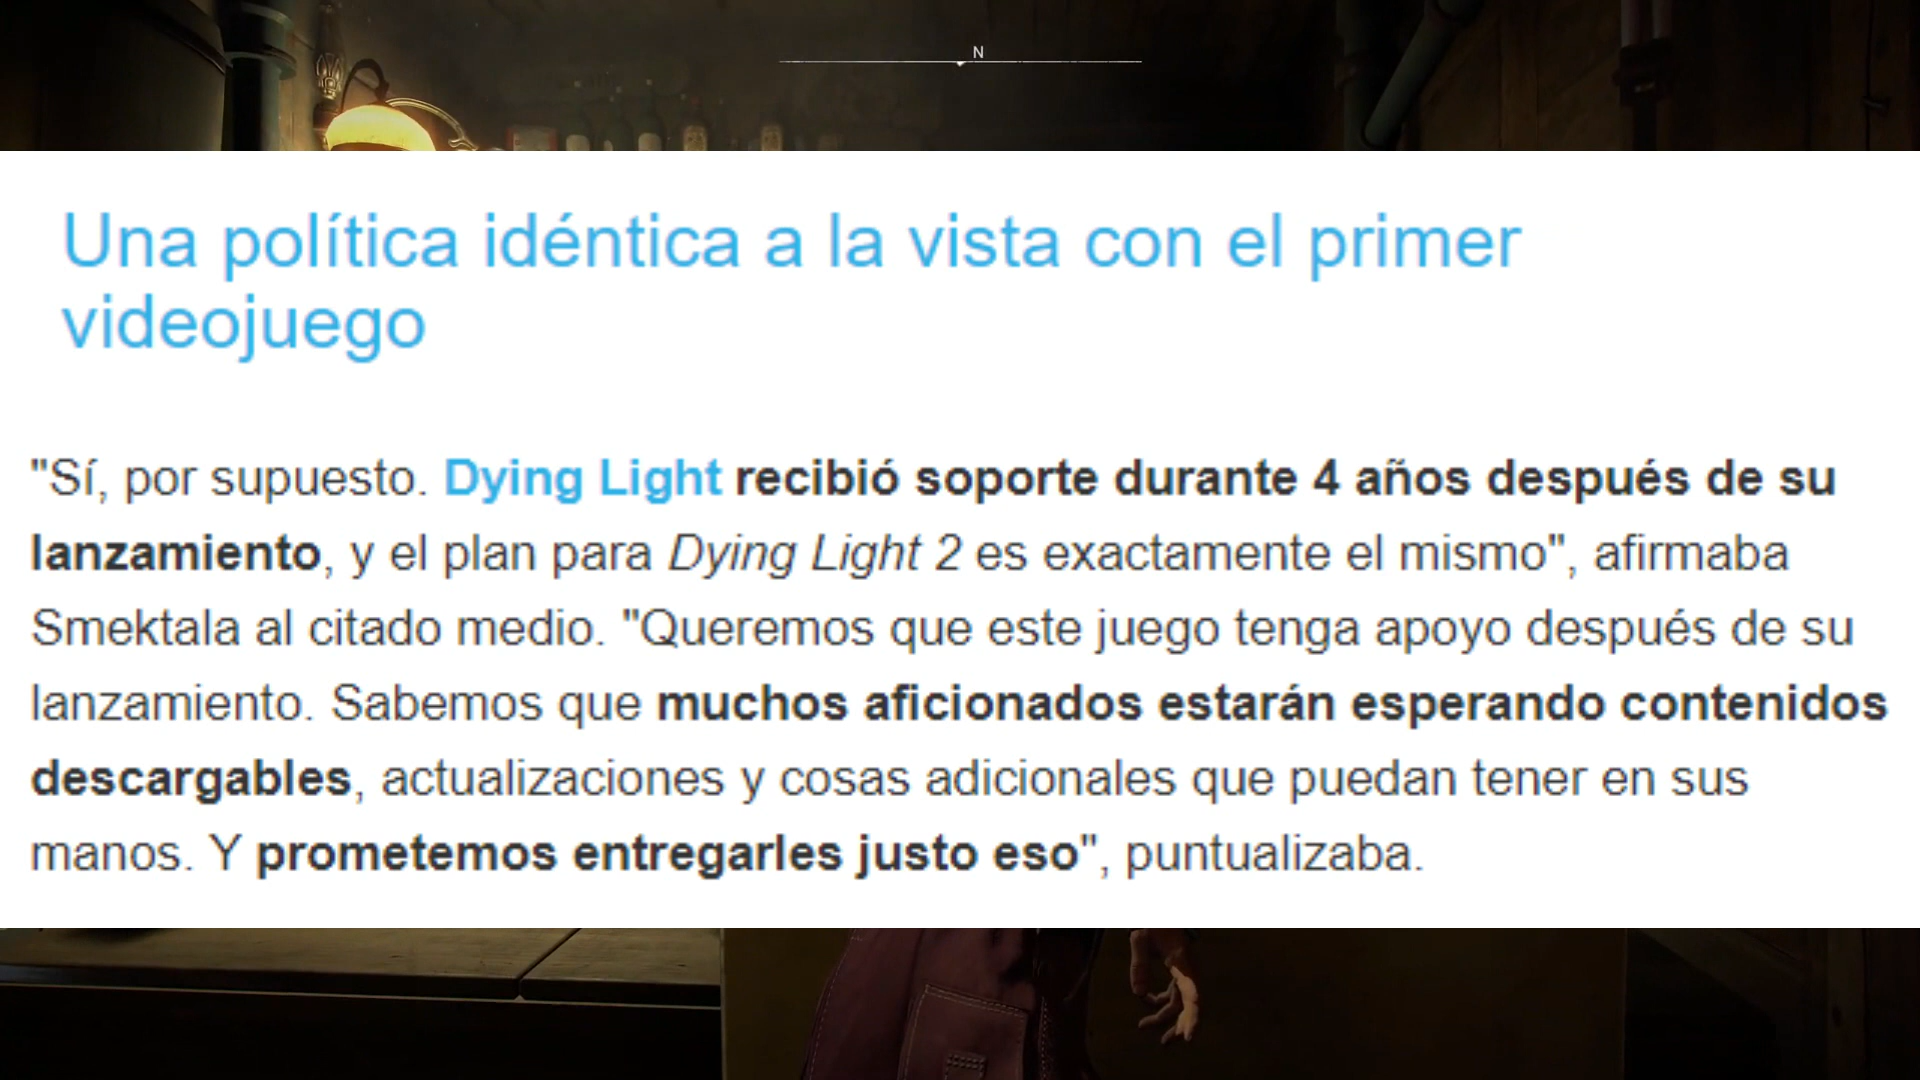 N
Una política idéntica a la vista con el primer
videojuego
"Sí, por supuesto. Dying Light recibió soporte durante 4 años después de su
lanzamiento, y el plan para Dying Light 2 es exactamente el mismo", afirmaba
Smektala al citado medio. "Queremos que este juego tenga apoyo después de su
lanzamiento. Sabemos que muchos aficionados estarán esperando contenidos
descargables, actualizaciones y cosas adicionales que puedan tener en sus
manos. Y prometemos entregarles justo eso", puntualizaba.